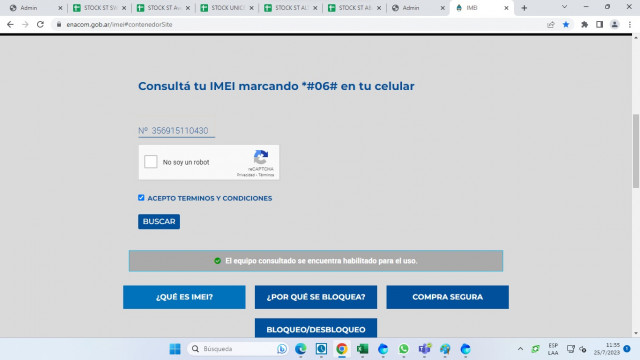 Admin
STOCK ST SV
STOCK ST A
STOCK UNI
STOCK ST AL
STOCK ST A
Admin
IMEI
enacom.gob.ar/imei#contenedorSite
Consultá tu IMEI marcando *#06# en tu celular
Nº 356915110430
No soy un robot
reCAPTCHA
Privacidad - Términos
ACEPTO TERMINOS Y CONDICIONES
BUSCAR
El equipo consultado se encuentra habilitado para el uso.
¿QUÉ ES IMEI?
¿POR QUÉ SE BLOQUEA?
COMPRA SEGURA
BLOQUEO/DESBLOQUEO
Búsqueda
ESP
LAA
11:55
25/7/2023